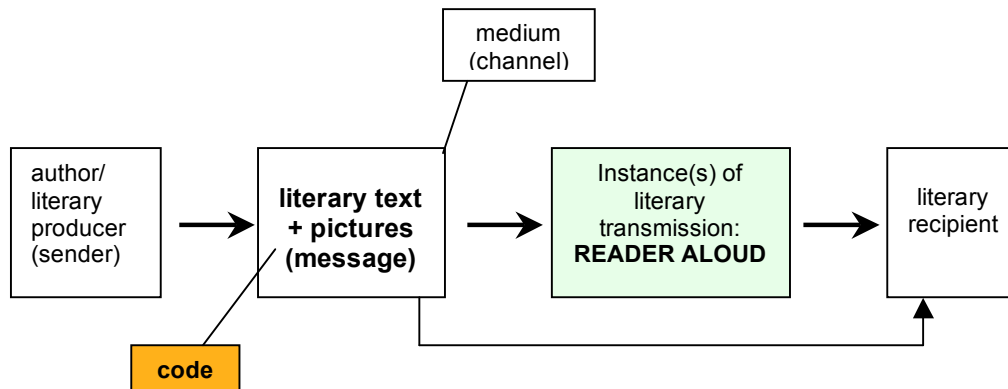 medium
(channel)
author/
literary
producer
(sender)
literary text
+ pictures
(message)
Instance(s) of
literary
transmission:
READER ALOUD
literary
recipient
code